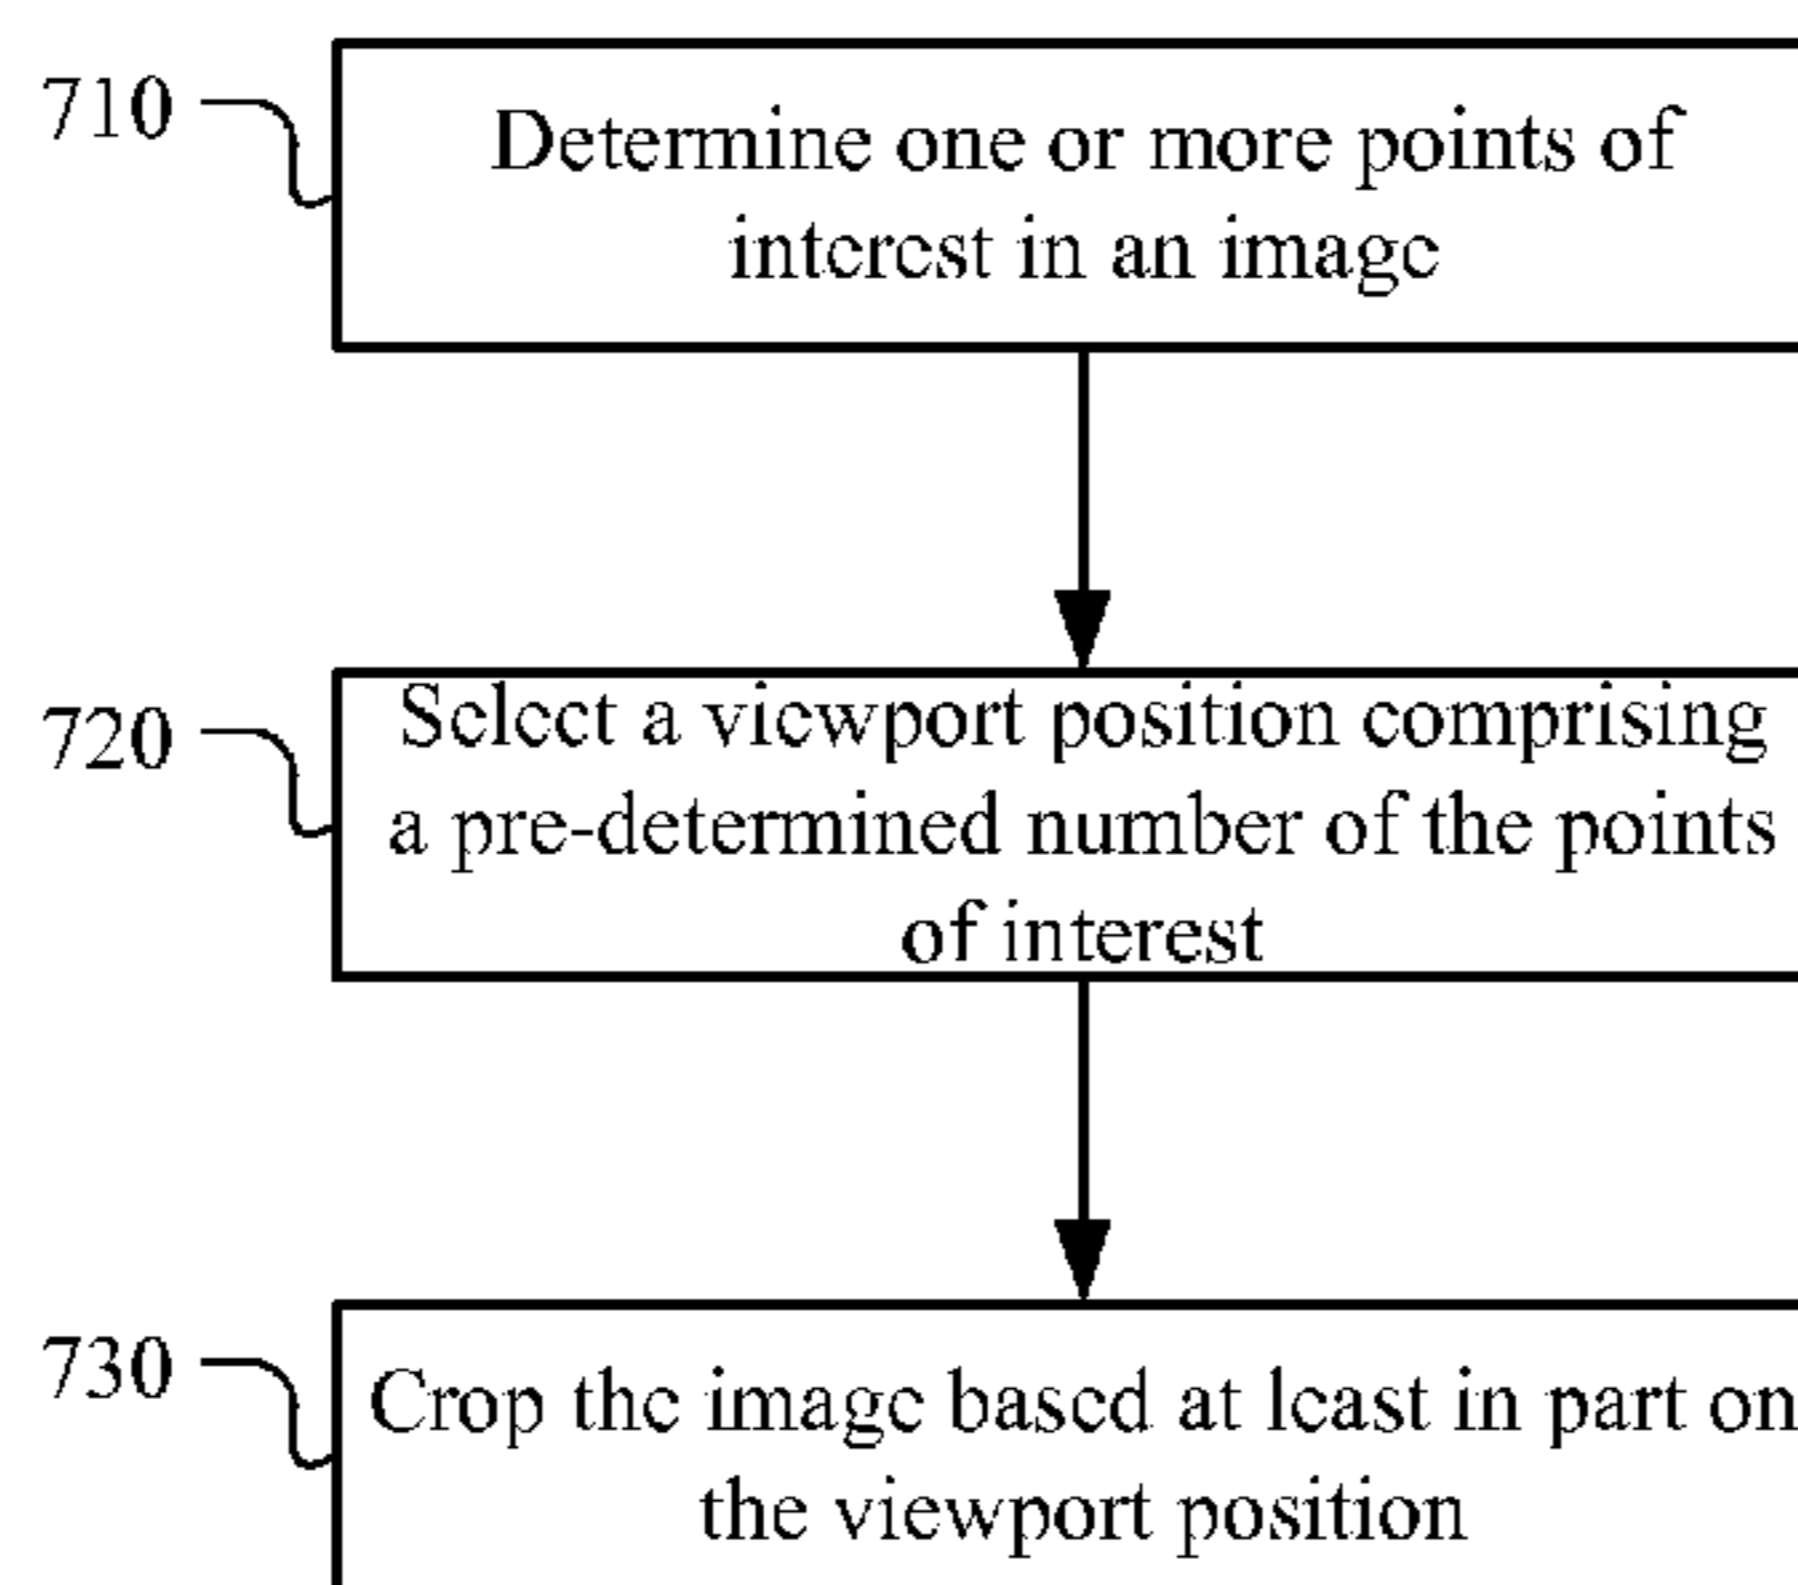 710
Determine one or more points of
interest in an image
720
Select a viewport position comprising
a pre-determined number of the points
of interest
730
Crop the image based at least in part on
the viewport position